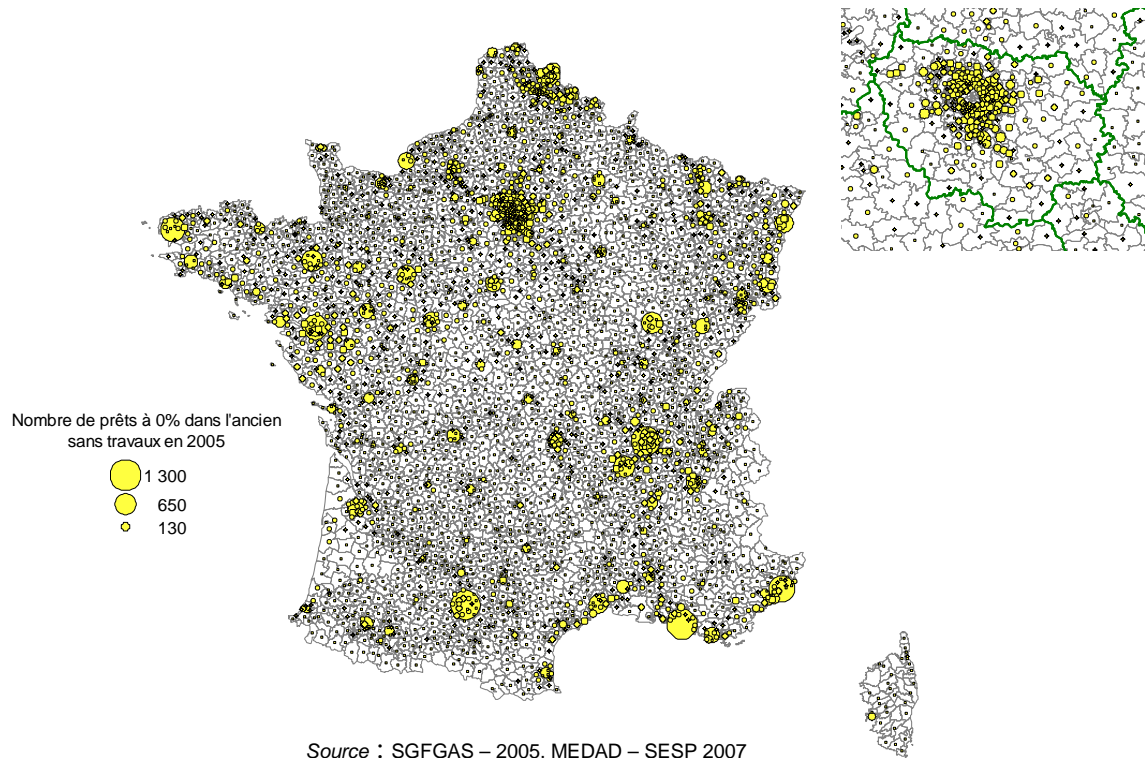 Nombre de prêts à 0% dans l'ancien
sans travaux en 2005
1 300
650
130
Source : SGFGAS – 2005, MEDAD – SESP 2007